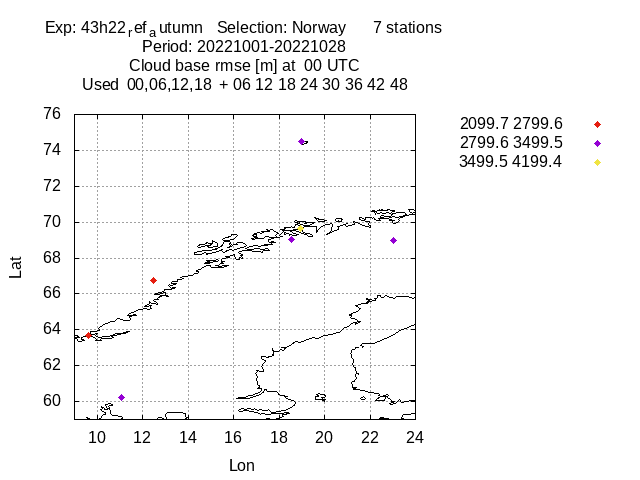 Exp: 43h22refautumn   Selection: Norway      7 stations
Period: 20221001-20221028
Cloud base rmse [m] at  00 UTC
Used  00,06,12,18  + 06 12 18 24 30 36 42 48
2099.7 2799.6
2799.6 3499.5
3499.5 4199.4
76
74
72
70
68
66
64
62
60
Lat
10 12 14 16 18 20 22 24
Lon